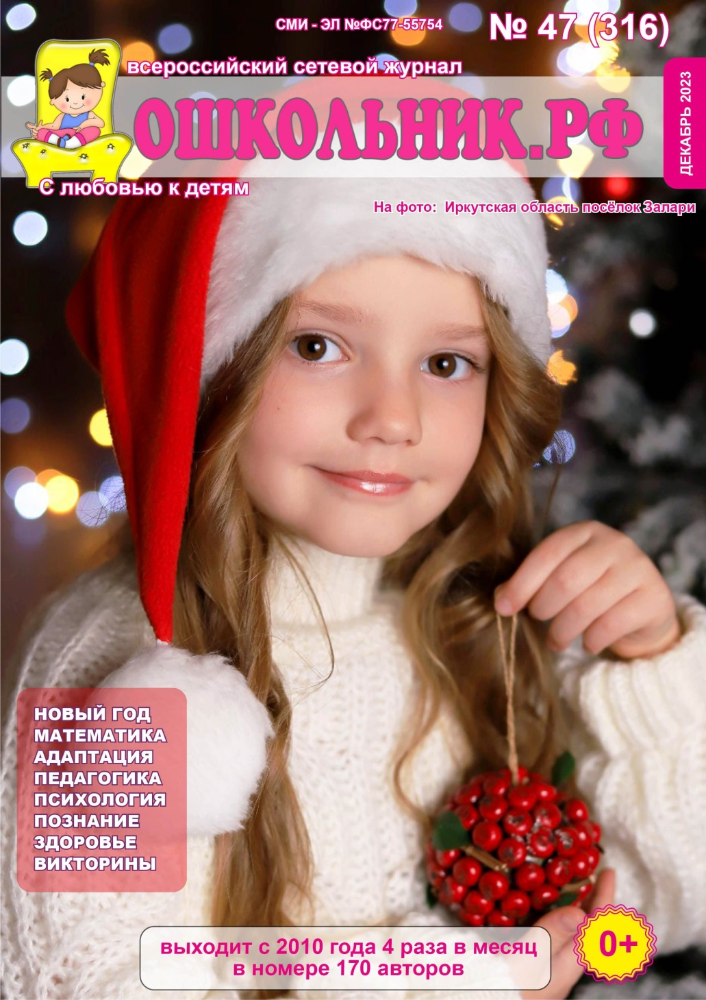 СМИ - ЭЛ №ФС77-55754
№ 47 (316)
всероссийский сетевой журнал
ДОШКОЛЬНИК.РФ
ДЕКАБРЬ 2023
С любовью к детям
На фото: Иркутская область посёлок Залари
НОВЫЙ ГОД
МАТЕМАТИКА
АДАПТАЦИЯ
ПЕДАГОГИКА
ПСИХОЛОГИЯ
ПОЗНАНИЕ
ЗДОРОВЬЕ
ВИКТОРИНЫ
выходит с 2010 года 4 раза в месяц
в номере 170 авторов
0+